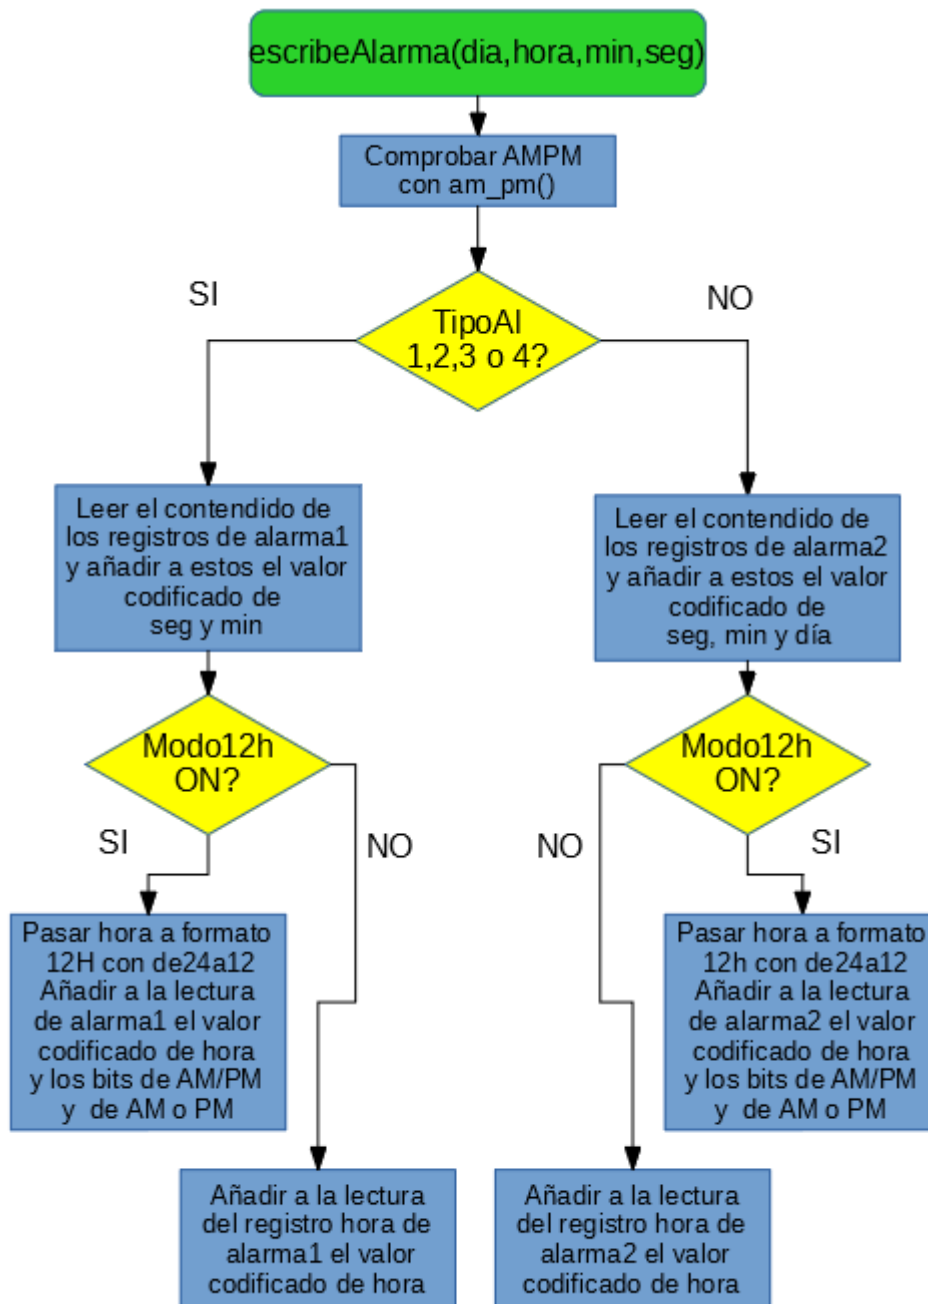 escribeAlarma(dia,hora,min,seg)
Comprobar AMPM
con am_pm()
SI
NO
TipoAl
1,2,3 o 4?
Leer el contendido de
los registros de alarma1
y añadir a estos el valor
codificado de
seg y min
Leer el contendido de
los registros de alarma2
y añadir a estos el valor
codificado de
seg, min y día
Modo12h
ON?
Modo12h
ON?
SI
NO
NO
SI
Pasar hora a formato
12H con de24a12
Añadir a la lectura
de alarma1 el valor
codificado de hora
y los bits de AM/PM
y de AM o PM
Pasar hora a formato
12h con de24a12
Añadir a la lectura
de alarma2 el valor
codificado de hora
y los bits de AM/PM
y de AM o PM
Añadir a la lectura
del registro hora de
alarma1 el valor
codificado de hora
Añadir a la lectura
del registro hora de
alarma2 el valor
codificado de hora